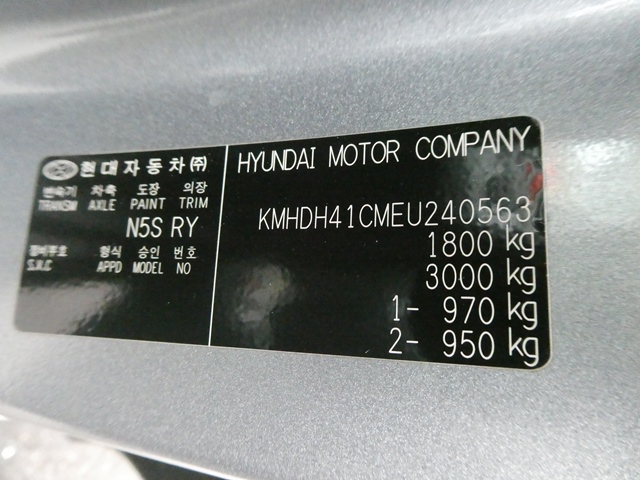 현대자동차㈜
변속기 차축 도장 의장
TRANSM AXLE PAINT TRIM
N5S RY
형식 승인 번호
S.N.C APPD MODEL NO
HYUNDAI MOTOR COMPANY
KMHDH41CMEU240563
1800 kg
3000 kg
1- 970 kg
2- 950 kg